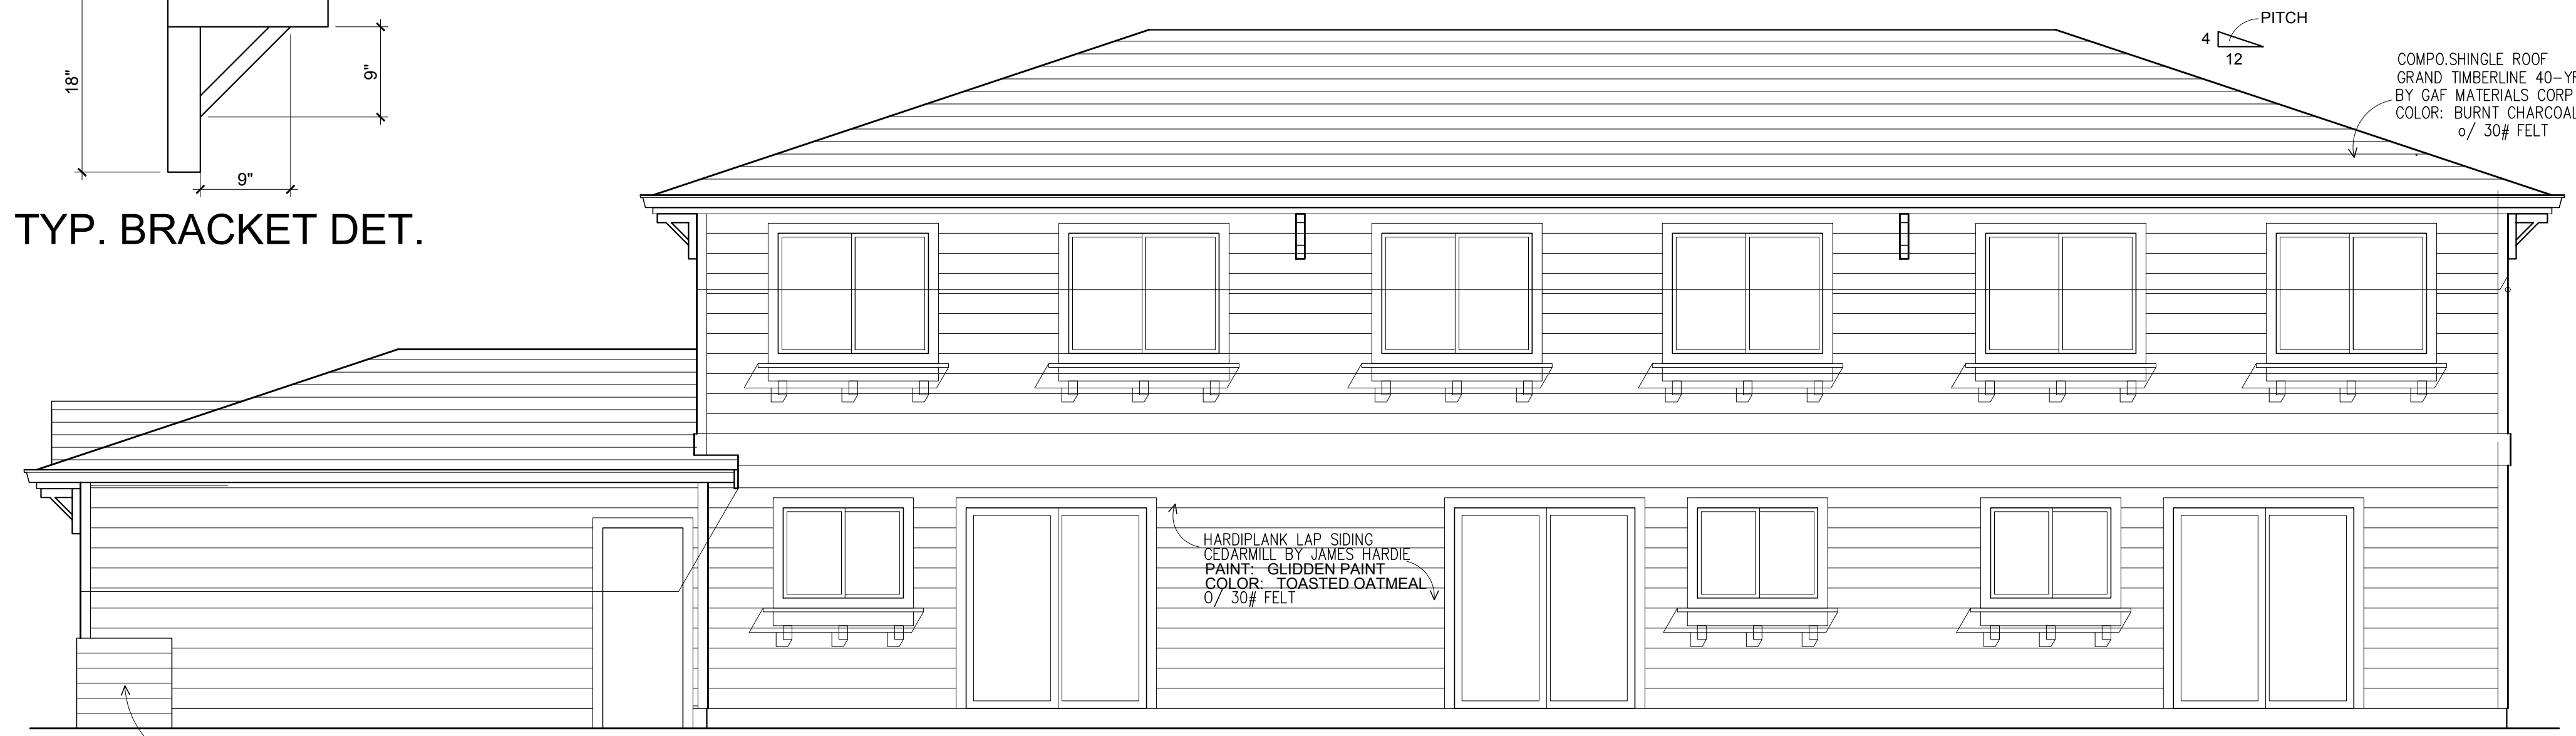 18"
9"
9"
TYP. BRACKET DET.
PITCH
4
12
COMPO.SHINGLE ROOF
GRAND TIMBERLINE 40-YR
BY GAF MATERIALS CORP
COLOR: BURNT CHARCOAL
o/ 30# FELT
HARDIPLANK LAP SIDING
CEDARMILL BY JAMES HARDIE
PAINT: GLIDDEN PAINT
COLOR: TOASTED OATMEAL
O/ 30# FELT